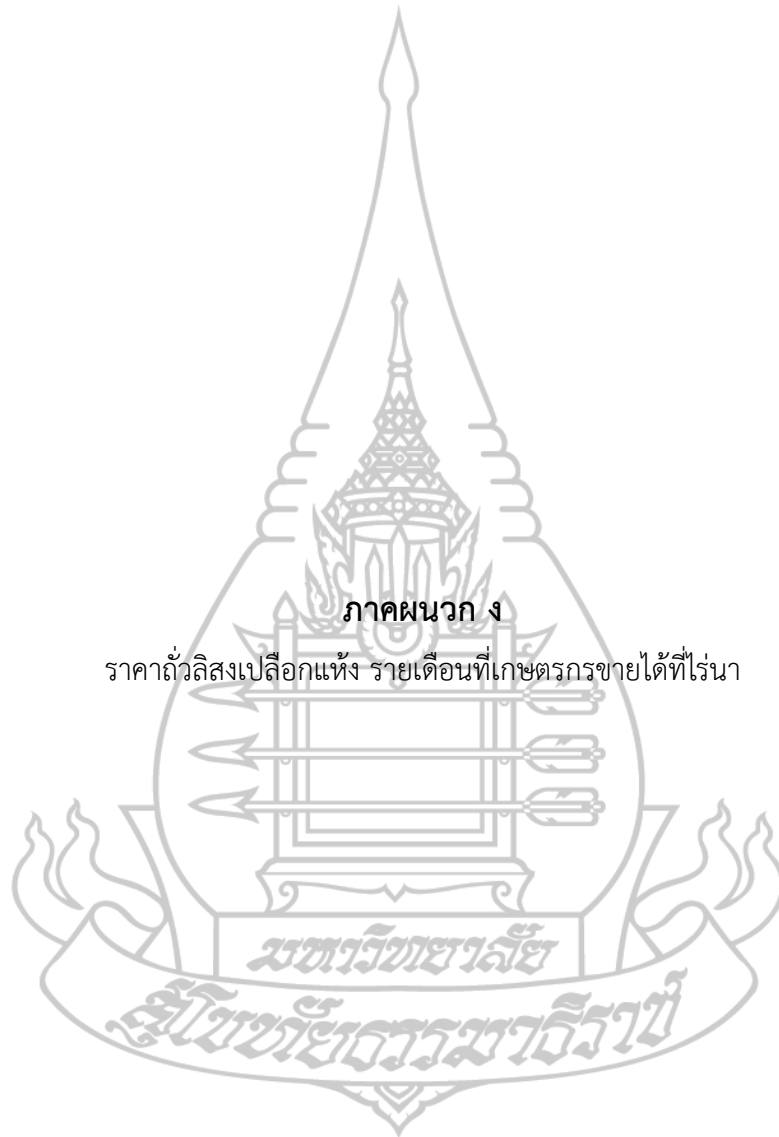 ภาคผนวก ง
ราคาถั่วลิสงเปลือกแห้ง รายเดือนที่เกษตรกรขายได้ที่ไร่นา
มหาวิทยาลัย
สุโขทัยธรรมาธิราช